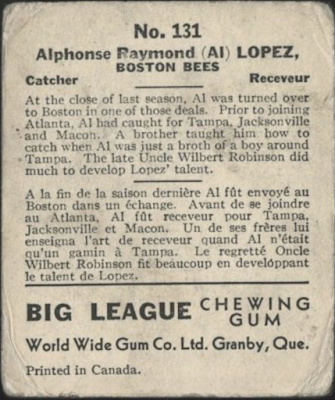 No. 131
Alphonse Raymond (Al) LOPEZ,
BOSTON BEES
Catcher Receveur
At the close of last season, Al was turned over
to Boston in one of those deals. Prior to joining
Atlanta, Al had caught for Tampa, Jacksonville
and Macon. A brother taught him how to
catch when Al was just a broth of a boy around
Tampa. The late Uncle Wilbert Robinson did
much to develop Lopez' talent.
A la fin de la saison dernière Al fût envoyé au
Boston dans un échange. Avant de se joindre
au Atlanta, Al fût receveur pour Tampa,
Jacksonville et Macon. Un de ses frères lui
enseigna l'art de receveur quand Al n'était
qu'un gamin à Tampa. Le regretté Oncle
Wilbert Robinson fit beaucoup en devéloppant
le talent de Lopez.
BIG LEAGUE CHEWING
GUM
World Wide Gum Co. Ltd. Granby, Que.
Printed in Canada.